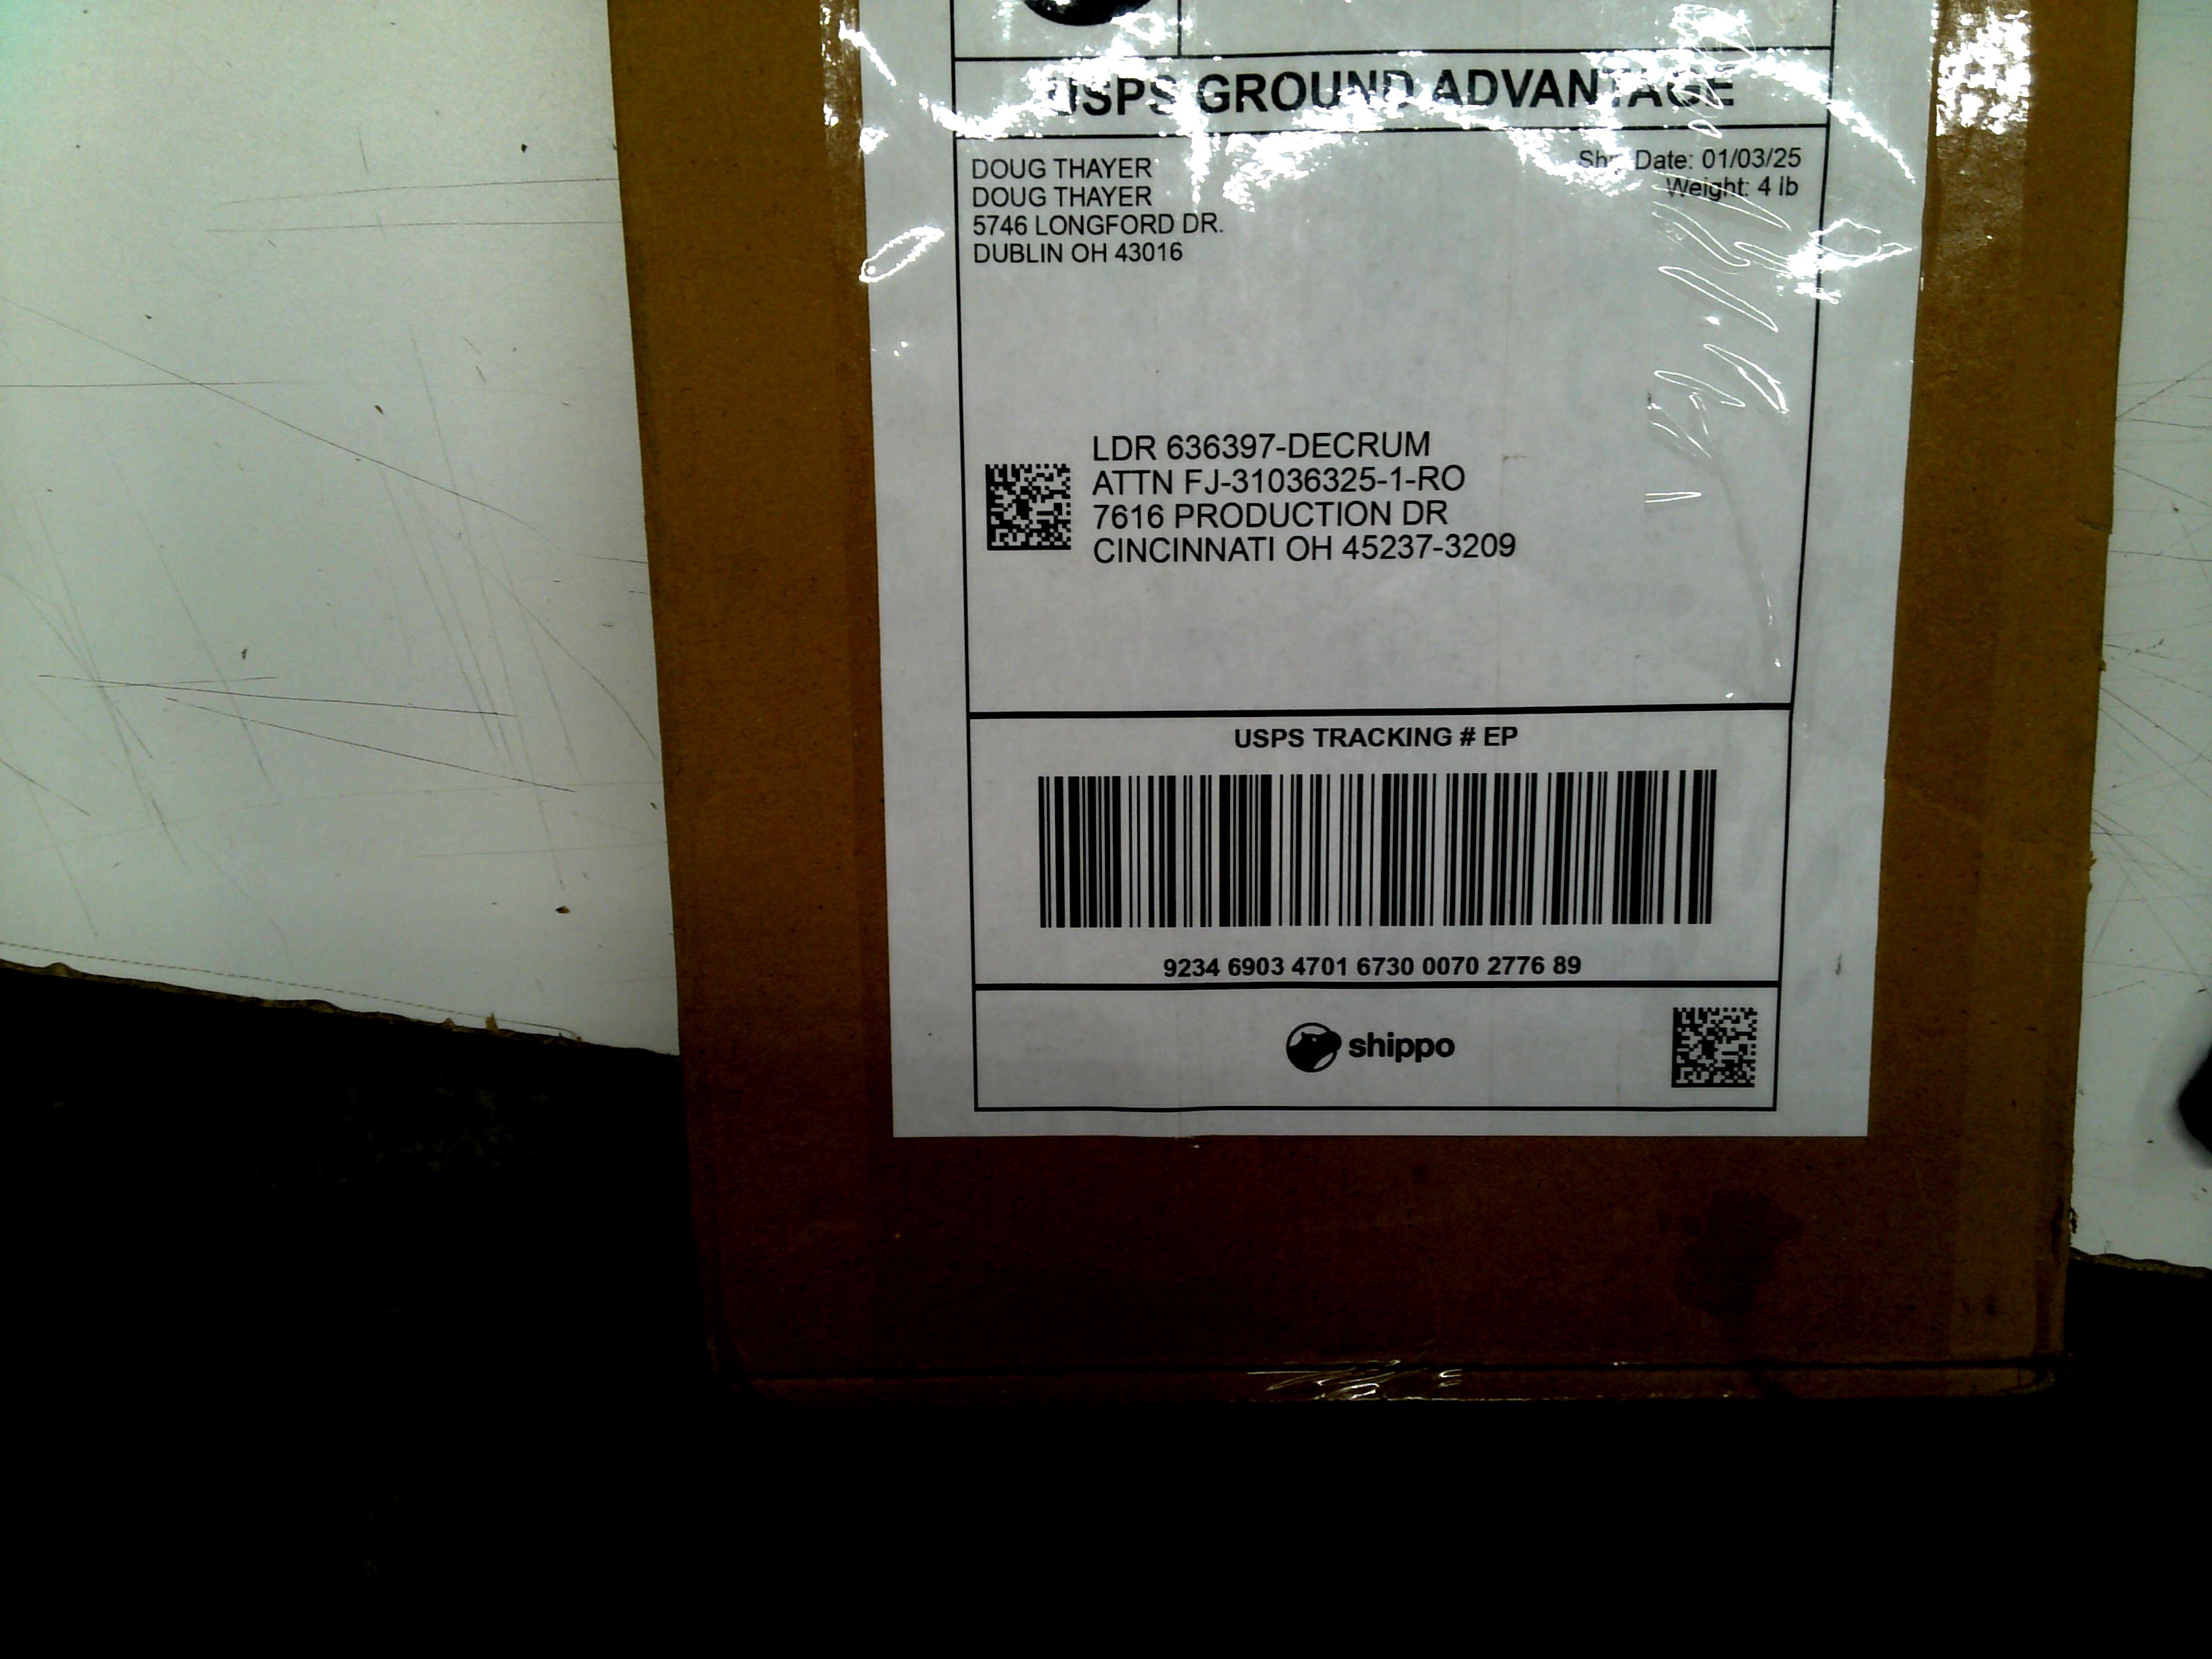 USPS GROUND ADVANTAGE
DOUG THAYER
DOUG THAYER
5746 LONGFORD DR.
DUBLIN OH 43016
Ship Date: 01/03/25
Weight: 4 lb
LDR 636397-DECRUM
ATTN FJ-31036325-1-RO
7616 PRODUCTION DR
CINCINNATI OH 45237-3209
USPS TRACKING # EP
9234 6903 4701 6730 0070 2776 89
shippo